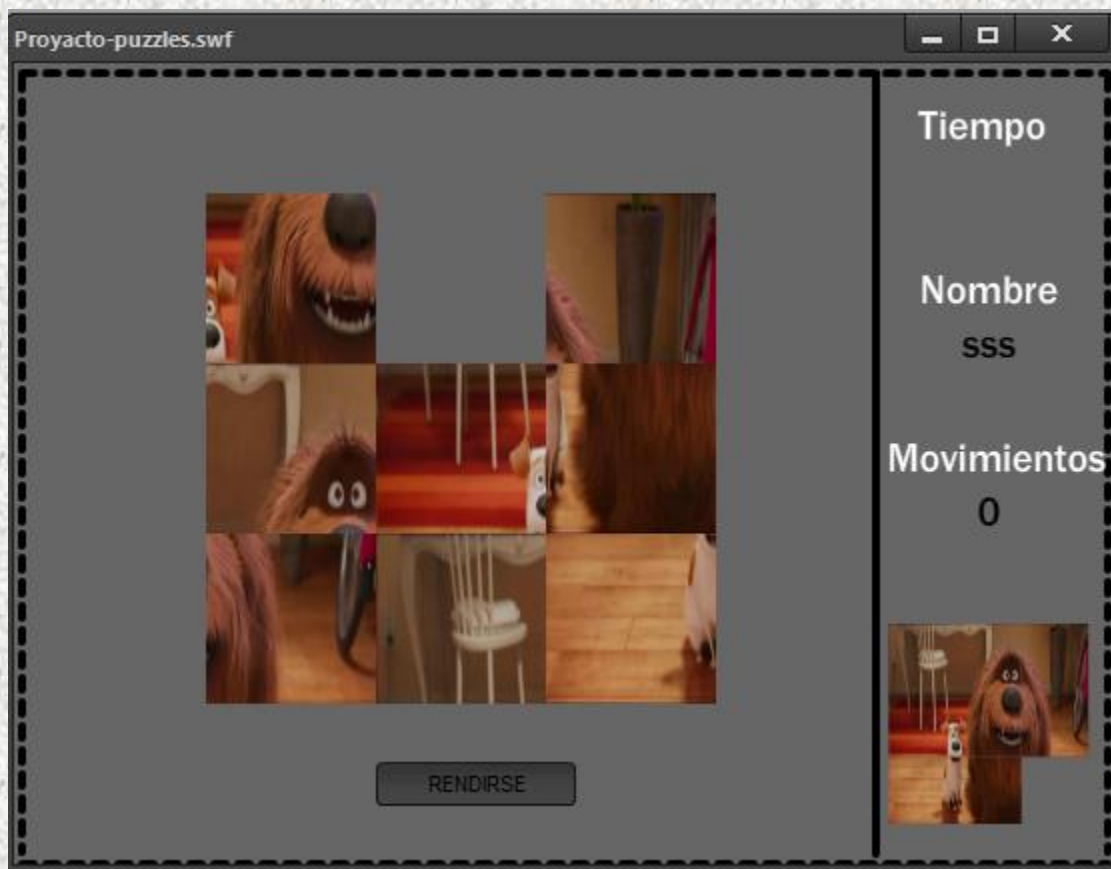 Proyacto-puzzles.swf
Tiempo
Nombre
sss
Movimientos
0
RENDIRSE